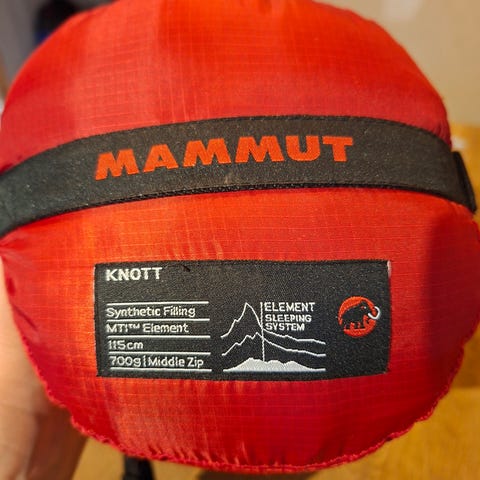 MAMMUT
KNOTT
Synthetic Filling
MTI™ Element
115cm
700g | Middle Zip
ELEMENT
SLEEPING
SYSTEM